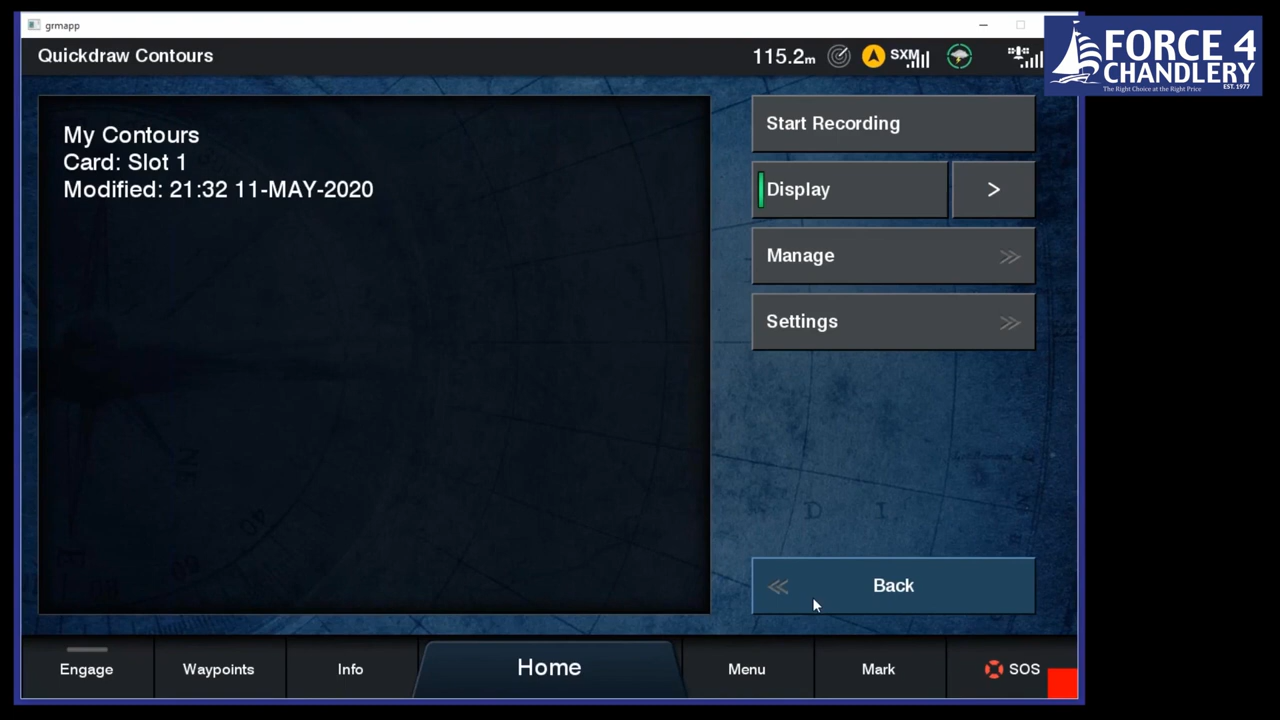 grmapp
Quickdraw Contours
115.2m
SXM
FORCE 4
CHANDLERY
The Right Choice at the Right Price
EST. 1977
My Contours
Card: Slot 1
Modified: 21:32 11-MAY-2020
Start Recording
Display
>
Manage
Settings
D I.
Back
Engage
Waypoints
Info
Home
Menu
Mark
SOS